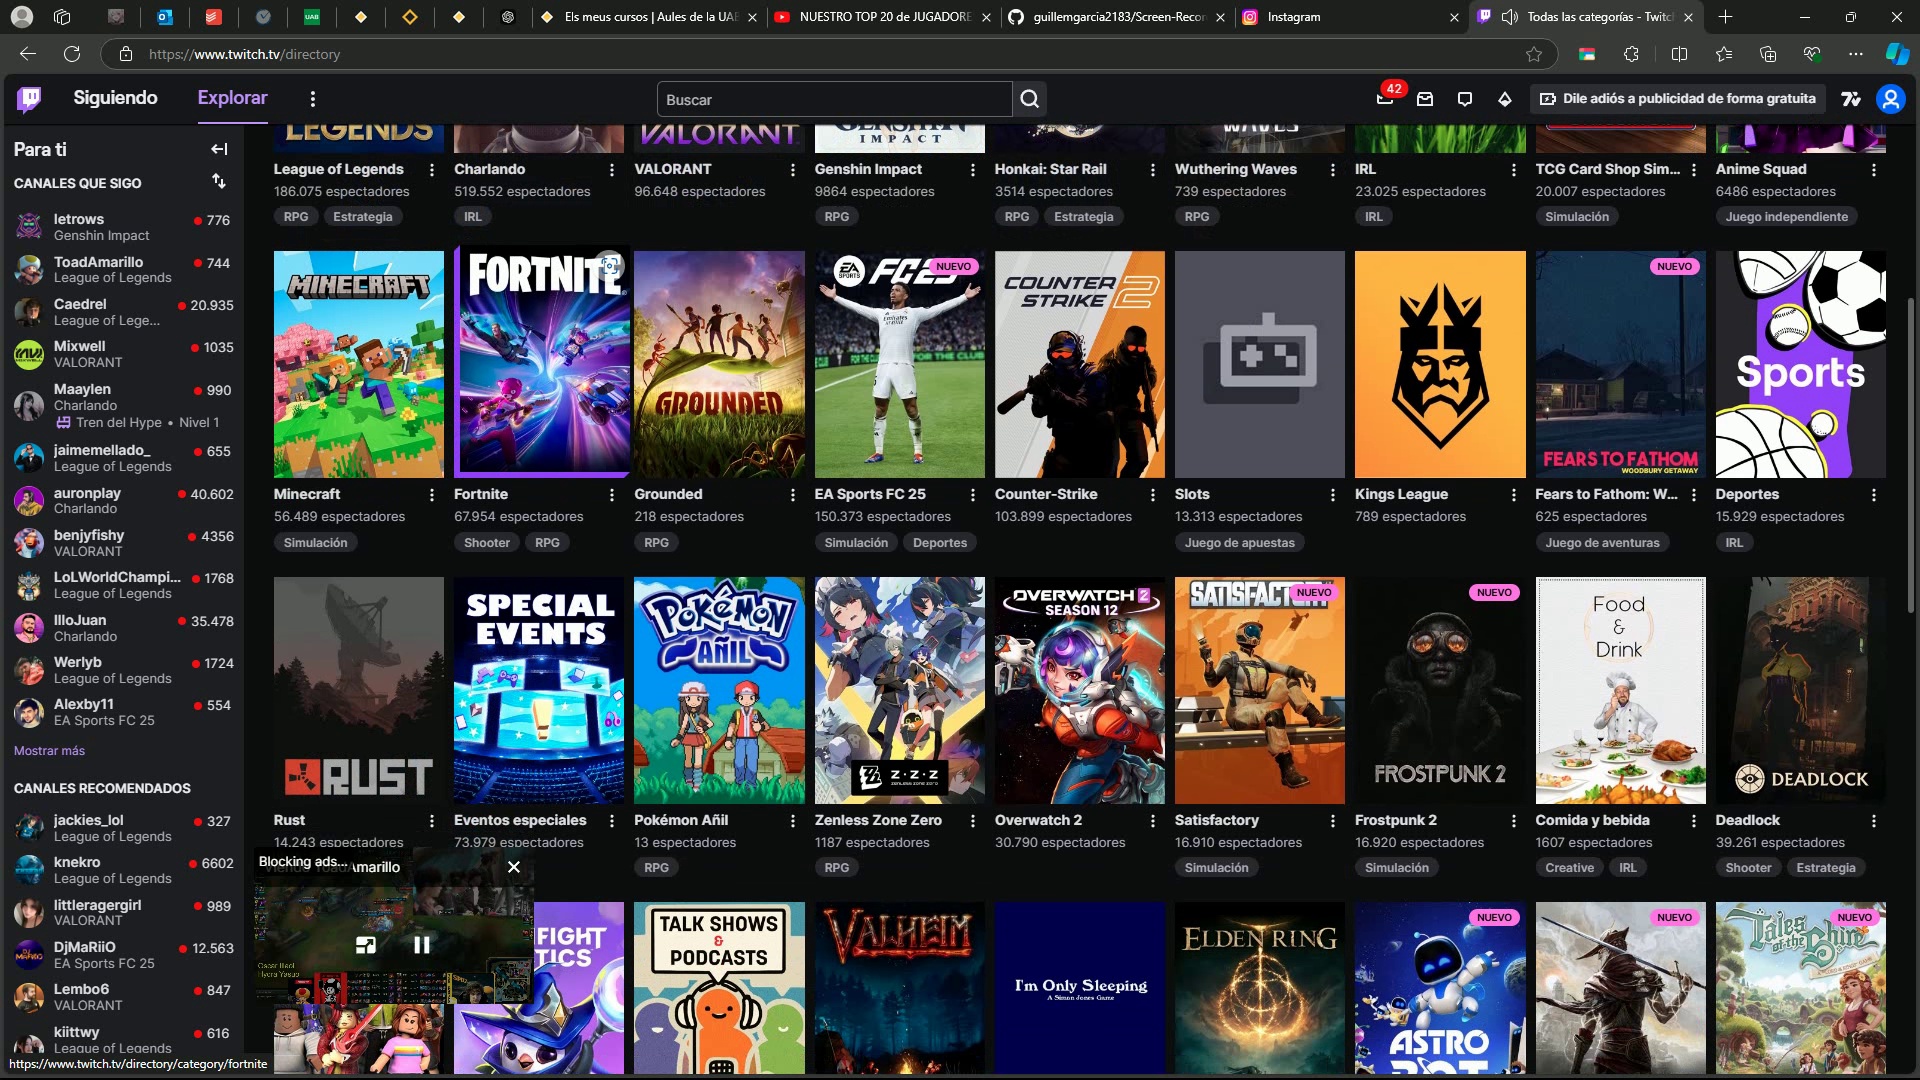 Els meus cursos | Aules de la UA
NUESTRO TOP 20 de JUGADORE
guillemgarcia2183/Screen-Recor
Instagram
Todas las categorías - Twitc
https://www.twitch.tv/directory
Siguiendo
Explorar
Buscar
42
Dile adiós a publicidad de forma gratuita
Para ti
CANALES QUE SIGO
letrows
776
Genshin Impact
ToadAmarillo
744
League of Legends
Caedrel
20.935
League of Lege...
Mixwell
1035
VALORANT
Maaylen
990
Charlando
Tren del Hype • Nivel 1
jaimemellado_
655
League of Legends
auronplay
40.602
Charlando
benjyfishy
4356
VALORANT
LoLWorldChampi...
1768
League of Legends
IlloJuan
35.478
Charlando
Werlyb
1724
League of Legends
Alexby11
554
EA Sports FC 25
Mostrar más
CANALES RECOMENDADOS
jackies_lol
327
League of Legends
knekro
6602
League of Legends
littleragergirl
989
VALORANT
DjMaRiiO
12.563
EA Sports FC 25
Lembo6
847
VALORANT
kiittwy
616
League of Legends
https://www.twitch.tv/directory/category/fortnite
LEGENDS
VALORANT
GENSHIN
IMPACT
WAVES
League of Legends
186.075 espectadores
RPG
Estrategia
Charlando
519.552 espectadores
IRL
VALORANT
96.648 espectadores
Genshin Impact
9864 espectadores
RPG
Honkai: Star Rail
3514 espectadores
RPG
Estrategia
Wuthering Waves
739 espectadores
RPG
IRL
23.025 espectadores
IRL
TCG Card Shop Sim...
20.007 espectadores
Simulación
Anime Squad
6486 espectadores
Juego independiente
MINECRAFT
Minecraft
56.489 espectadores
Simulación
FORTNITE
Fortnite
67.954 espectadores
Shooter
RPG
GROUNDED
Grounded
218 espectadores
RPG
EA SPORTS FC25
NUEVO
EA Sports FC 25
150.373 espectadores
Simulación
Deportes
COUNTER
STRIKE 2
Counter-Strike
103.899 espectadores
Slots
13.313 espectadores
Juego de apuestas
Kings League
789 espectadores
NUEVO
FEARS TO FATHOM
WOODBURY GETAWAY
Fears to Fathom: W...
625 espectadores
Juego de aventuras
Sports
Deportes
15.929 espectadores
IRL
RUST
Rust
14.243 espectadores
SPECIAL
EVENTS
Eventos especiales
73.979 espectadores
POKéMON
AÑIL
Pokémon Añil
13 espectadores
RPG
Z·Z·Z
ZENLESS ZONE ZERO
Zenless Zone Zero
1187 espectadores
RPG
OVERWATCH 2
SEASON 12
Overwatch 2
30.790 espectadores
SATISFACT
NUEVO
Satisfactory
16.910 espectadores
Simulación
NUEVO
FROSTPUNK 2
Frostpunk 2
16.920 espectadores
Simulación
Food
&
Drink
Comida y bebida
1607 espectadores
Creative
IRL
DEADLOCK
Deadlock
39.261 espectadores
Shooter
Estrategia
Blocking ads...
Amarillo
FIGHT
TICS
TALK SHOWS
&
PODCASTS
VALHEIM
I'm Only Sleeping
A Simon Jones Game
ELDEN RING
NUEVO
ASTRO
BOT
NUEVO
NUEVO
Tales
of the Shire